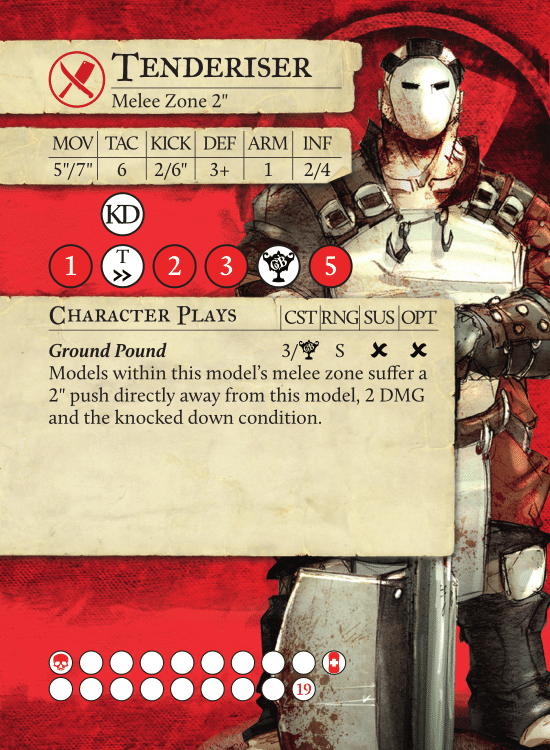 TENDERISER
Melee Zone 2"
MOV TAC KICK DEF ARM INF
5"/7" 6 2/6" 3+ 1 2/4
KD
T
1 >> 2 3 GB 5
CHARACTER PLAYS CST RNG SUS OPT
Ground Pound 3/ S ✖ ✖
Models within this model's melee zone suffer a
2" push directly away from this model, 2 DMG
and the knocked down condition.
19